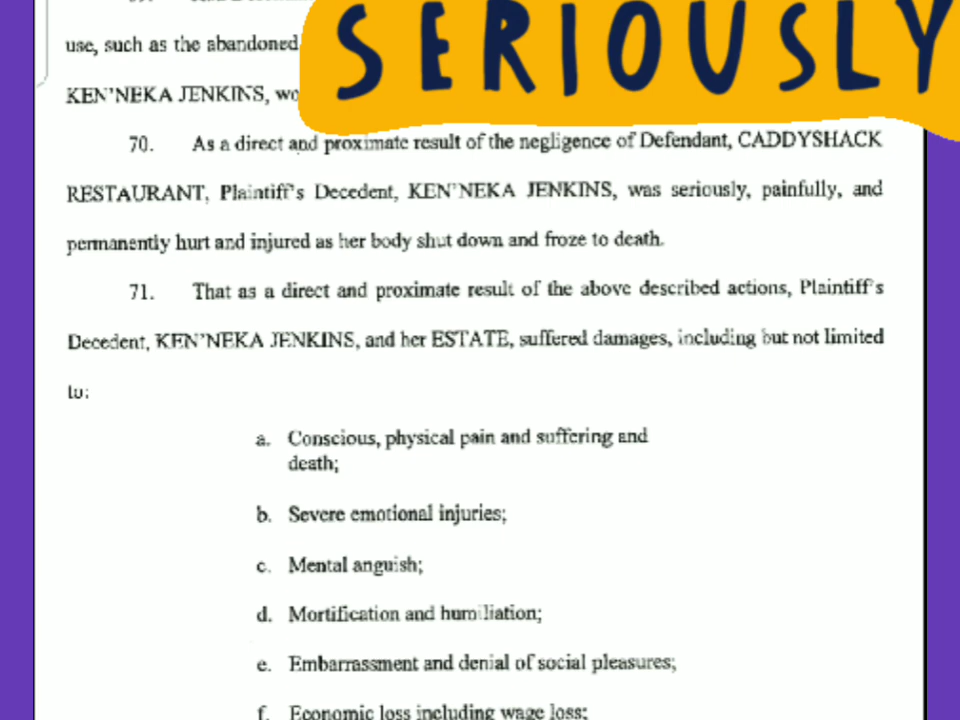 SERIOUSLY
use, such as the abandoned
KEN'NEKA JENKINS,
70. As a direct and proximate result of the negligence of Defendant, CADDYSHACK
RESTAURANT, Plaintiff's Decedent, KEN'NEKA JENKINS, was seriously, painfully, and
permanently hurt and injured as her body shut down and froze to death.
71. That as a direct and proximate result of the above described actions, Plaintiff's
Decedent, KEN'NEKA JENKINS, and her ESTATE, suffered damages, including but not limited
to:
a. Conscious, physical pain and suffering and
death;
b. Severe emotional injuries;
c. Mental anguish;
d. Mortification and humiliation;
e. Embarrassment and denial of social pleasures;
f. Economic loss including wage loss;